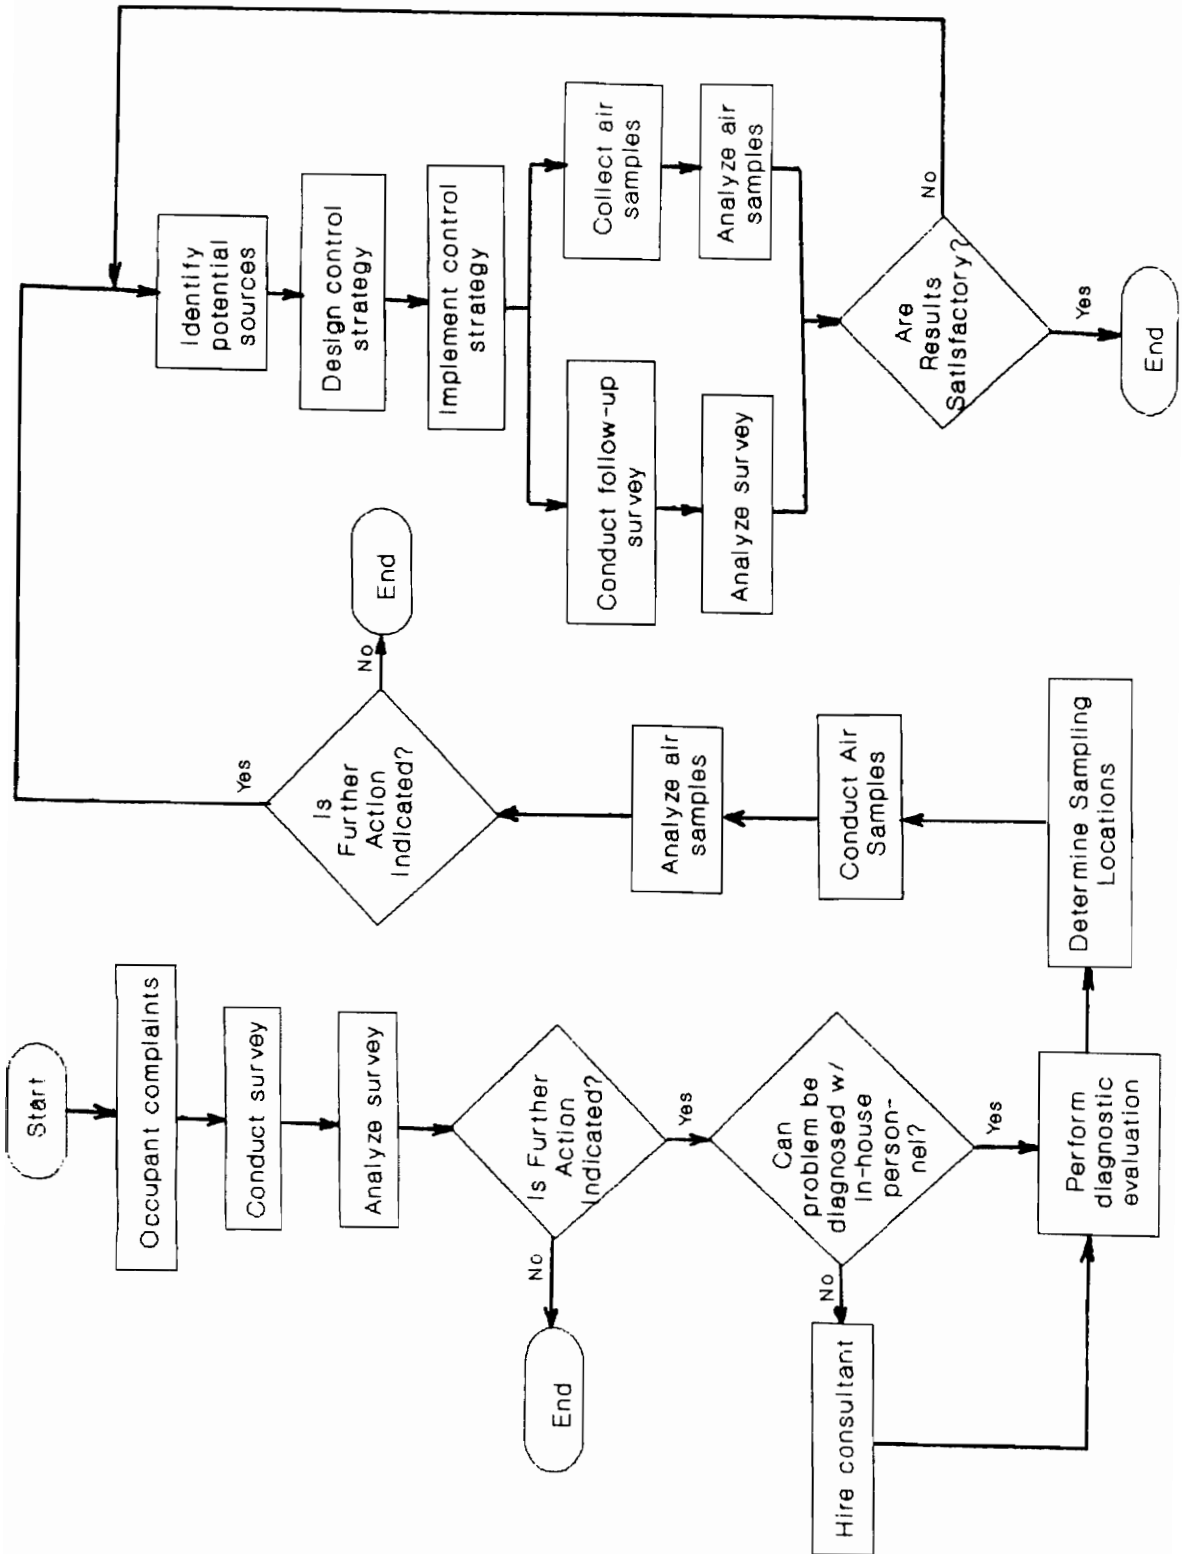 Start
Occupant complaints
Conduct survey
Analyze survey
Is Further
Action
Indicated?
No
End
Yes
Can
problem be
diagnosed w/
in-house
person-
nel?
No
Hire consultant
Yes
Perform
diagnostic
evaluation
Determine Sampling
Locations
Conduct Air
Samples
Analyze air
samples
Is
Further
Action
Indicated?
No
End
Yes
Identify
potential
sources
Design control
strategy
Implement control
strategy
Conduct follow-up
survey
Analyze survey
Collect air
samples
Analyze air
samples
Are
Results
Satisfactory?
No
Yes
End